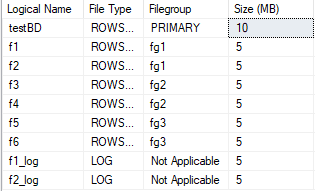 Logical Name File Type Filegroup Size (MB)
testBD ROWS... PRIMARY 10
f1 ROWS... fg1 5
f2 ROWS... fg1 5
f3 ROWS... fg2 5
f4 ROWS... fg2 5
f5 ROWS... fg3 5
f6 ROWS... fg3 5
f1_log LOG Not Applicable 5
f2_log LOG Not Applicable 5